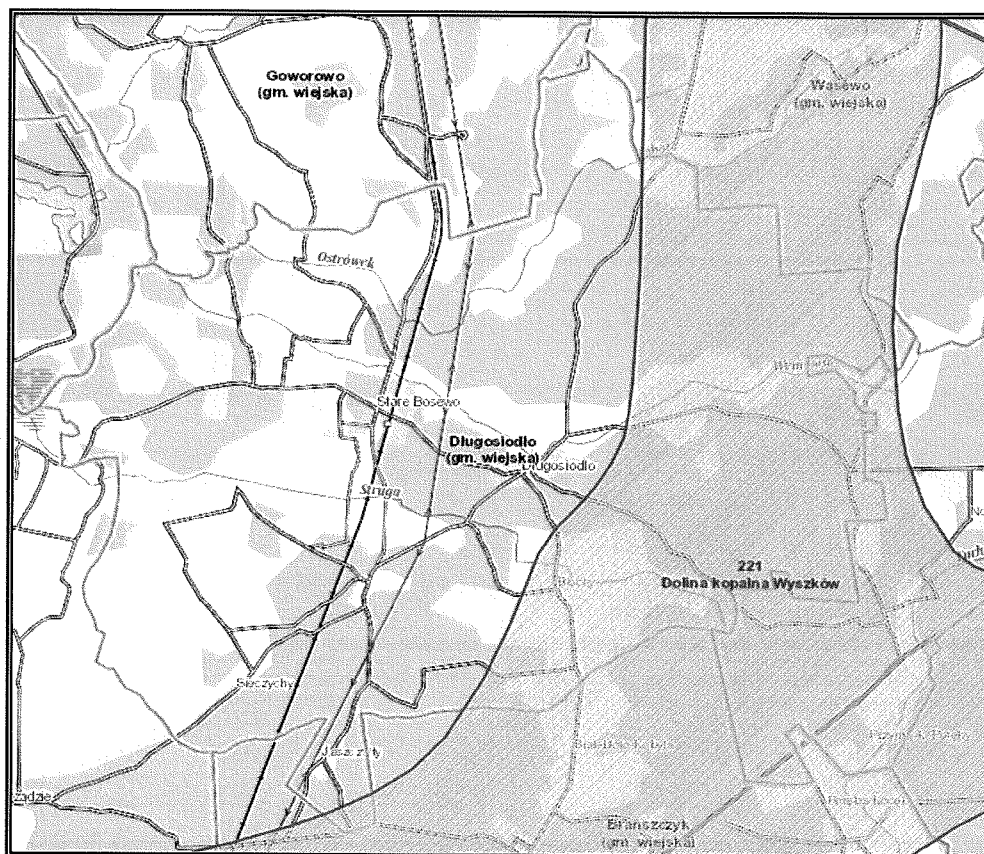 Goworowo
(gm. wiejska)
Wąsewo
(gm. wiejska)
Ostrówek
Stare Bosewo
Długosiodło
(gm. wiejska)
Długosiodło
Struga
221
Dolina kopalna Wyszków
Sieczychy
Brańszczyk
(gm. wiejska)